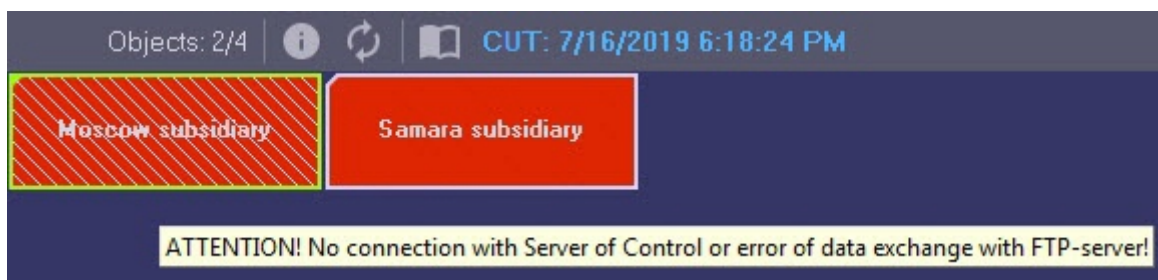 Objects: 2/4 CUT: 7/16/2019 6:18:24 PM
Moscow subsidiary Samara subsidiary
ATTENTION! No connection with Server of Control or error of data exchange with FTP-server!